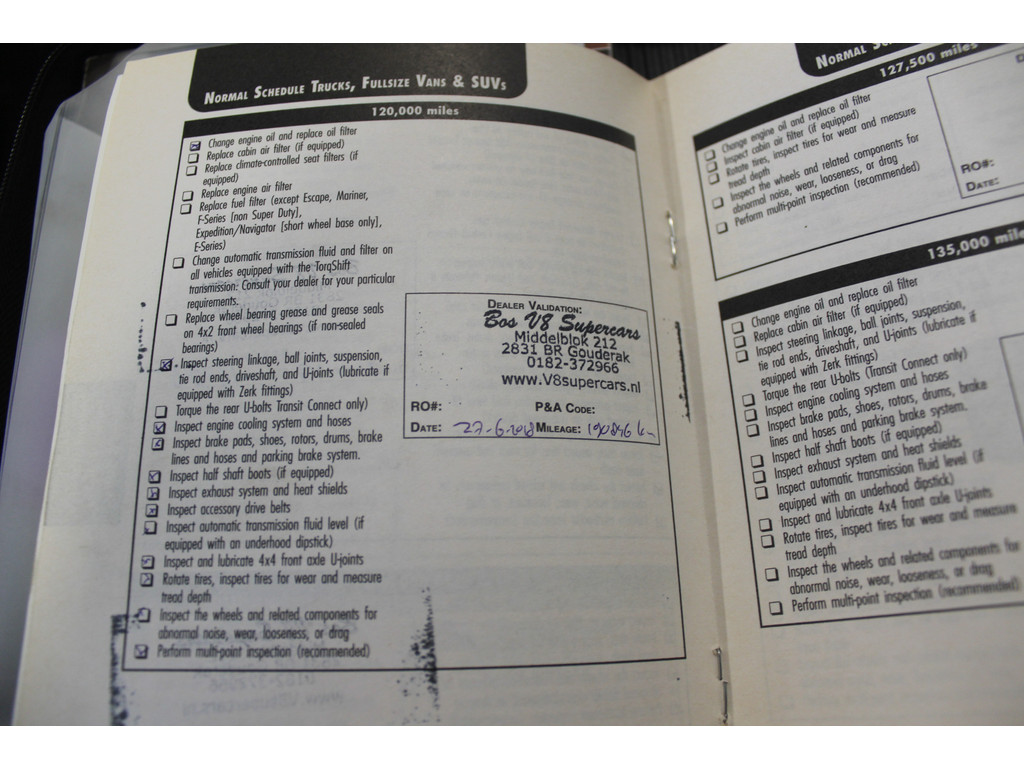 NORMAL SCHEDULE TRUCKS, FULLSIZE VANS & SUVS
120,000 miles
Change engine oil and replace oil filter
Replace cabin air filter (if equipped)
Replace climate-controlled seat filters (if
equipped)
Replace engine air filter
Replace fuel filter (except Escape, Mariner,
F-Series [non Super Duty],
Expedition/Navigator [short wheel base only],
E-Series)
Change automatic transmission fluid and filter on
all vehicles equipped with the TorqShift
transmission: Consult your dealer for your particular
requirements.
Replace wheel bearing grease and grease seals
on 4x2 front wheel bearings (if non-sealed
bearings)
Inspect steering linkage, ball joints, suspension,
tie rod ends, driveshaft, and U-joints (lubricate if
equipped with Zerk fittings)
Torque the rear U-bolts Transit Connect only)
Inspect engine cooling system and hoses
Inspect brake pads, shoes, rotors, drums, brake
lines and hoses and parking brake system.
Inspect half shaft boots (if equipped)
Inspect exhaust system and heat shields
Inspect accessory drive belts
Inspect automatic transmission fluid level (if
equipped with an underhood dipstick)
Inspect and lubricate 4x4 front axle U-joints
Rotate tires, inspect tires for wear and measure
tread depth
Inspect the wheels and related components for
abnormal noise, wear, looseness, or drag
Perform multi-point inspection (recommended)
DEALER VALIDATION:
Bos V8 Supercars
Middelblok 212
2831 BR Gouderak
0182-372966
www.V8supercars.nl
RO#: P&A CODE:
DATE: 27-6-2018 MILEAGE: 190846 km
NORMAL
127,500 miles
Change engine oil and replace oil filter
Inspect cabin air filter (if equipped)
Rotate tires, inspect tires for wear and measure
tread depth
Inspect the wheels and related components for
abnormal noise, wear, looseness, or drag
Perform multi-point inspection (recommended)
RO#:
DATE:
135,000 miles
Change engine oil and replace oil filter
Replace cabin air filter (if equipped)
Inspect steering linkage, ball joints, suspension,
tie rod ends, driveshaft, and U-joints (lubricate if
equipped with Zerk fittings)
Torque the rear U-bolts (Transit Connect only)
Inspect engine cooling system and hoses
Inspect brake pads, shoes, rotors, drums, brake
lines and hoses and parking brake system.
Inspect half shaft boots (if equipped)
Inspect exhaust system and heat shields
Inspect automatic transmission fluid level (if
equipped with an underhood dipstick)
Inspect and lubricate 4x4 front axle U-joints
Rotate tires, inspect tires for wear and measure
tread depth
Inspect the wheels and related components for
abnormal noise, wear, looseness, or drag
Perform multi-point inspection (recommended)